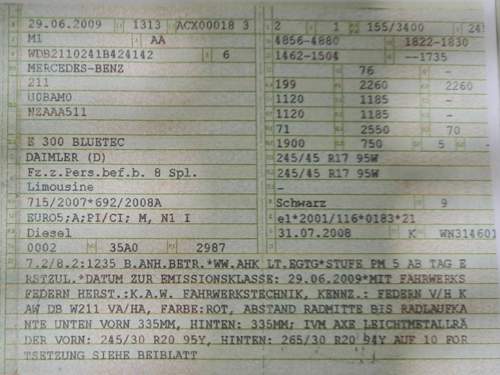 29.06.2009 1313 ACX00018 3
M1 AA
WDB2110241B424142 6
MERCEDES-BENZ
211
U0BAM0
NZAAA511
E 300 BLUETEC
DAIMLER (D)
Fz.z.Pers.bef.b. 8 Spl.
Limousine
715/2007*692/2008A
EURO5;A;PI/CI; M, N1 I
Diesel
0002 35A0 2987
2 1 155/3400
4856-4880 1822-1830
1462-1504 --1735
76 -
199 2260 2260
1120 1185 -
1120 1185 -
71 2550 70
1900 750 5 -
245/45 R17 95W
245/45 R17 95W
-
Schwarz 9
e1*2001/116*0183*21
31.07.2008 K WN314601
7.2/8.2:1235 B.ANH.BETR.*WW.AHK LT.EGTG*STUFE PM 5 AB TAG E
RSTZUL.*DATUM ZUR EMISSIONSKLASSE: 29.06.2009*MIT FAHRWERKS
FEDERN HERST.:K.A.W. FAHRWERKSTECHNIK, KENNZ.: FEDERN V/H K
AW DB W211 VA/HA, FARBE:ROT, ABSTAND RADMITTE BIS RADLAUFKA
NTE UNTEN VORN 335MM, HINTEN: 335MM; IVM AXE LEICHTMETALLRÄ
DER VORN: 245/30 R20 95Y, HINTEN: 265/30 R20 94Y AUF 10 FOR
TSETZUNG SIEHE BEIBLATT